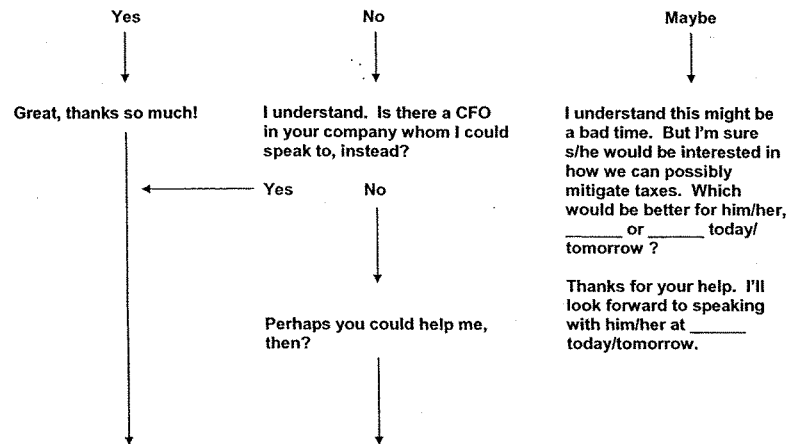 Yes
No
Maybe
Great, thanks so much!
I understand. Is there a CFO
in your company whom I could
speak to, instead?
Yes
No
Perhaps you could help me,
then?
I understand this might be
a bad time. But I'm sure
s/he would be interested in
how we can possibly
mitigate taxes. Which
would be better for him/her,
______ or ______ today/
tomorrow ?
Thanks for your help. I'll
look forward to speaking
with him/her at ______
today/tomorrow.